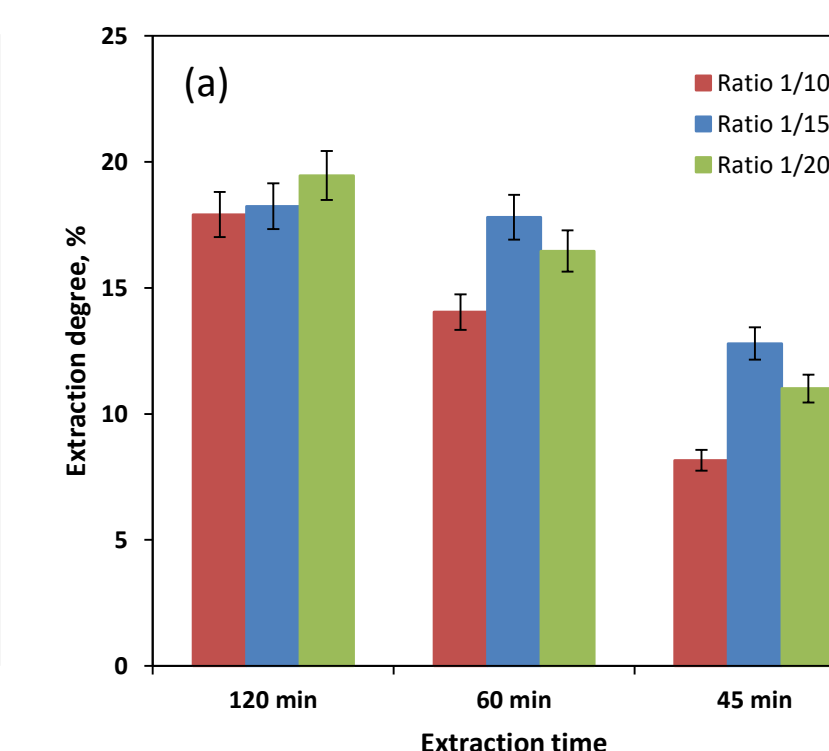 25
(a)
Ratio 1/10
Ratio 1/15
Ratio 1/20
20
15
10
5
0
Extraction degree, %
120 min
60 min
45 min
Extraction time